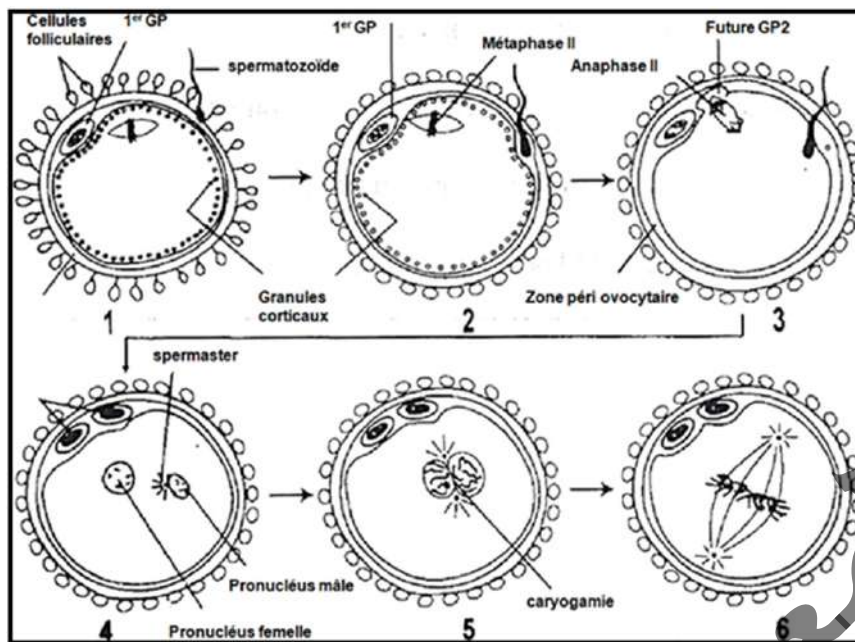 Cellules folliculaires
1er GP
spermatozoïde
1er GP
Métaphase II
Future GP2
Anaphase II
Granules corticaux
Zone péri ovocytaire
1
2
3
spermaster
Pronucléus mâle
Pronucléus femelle
caryogamie
4
5
6